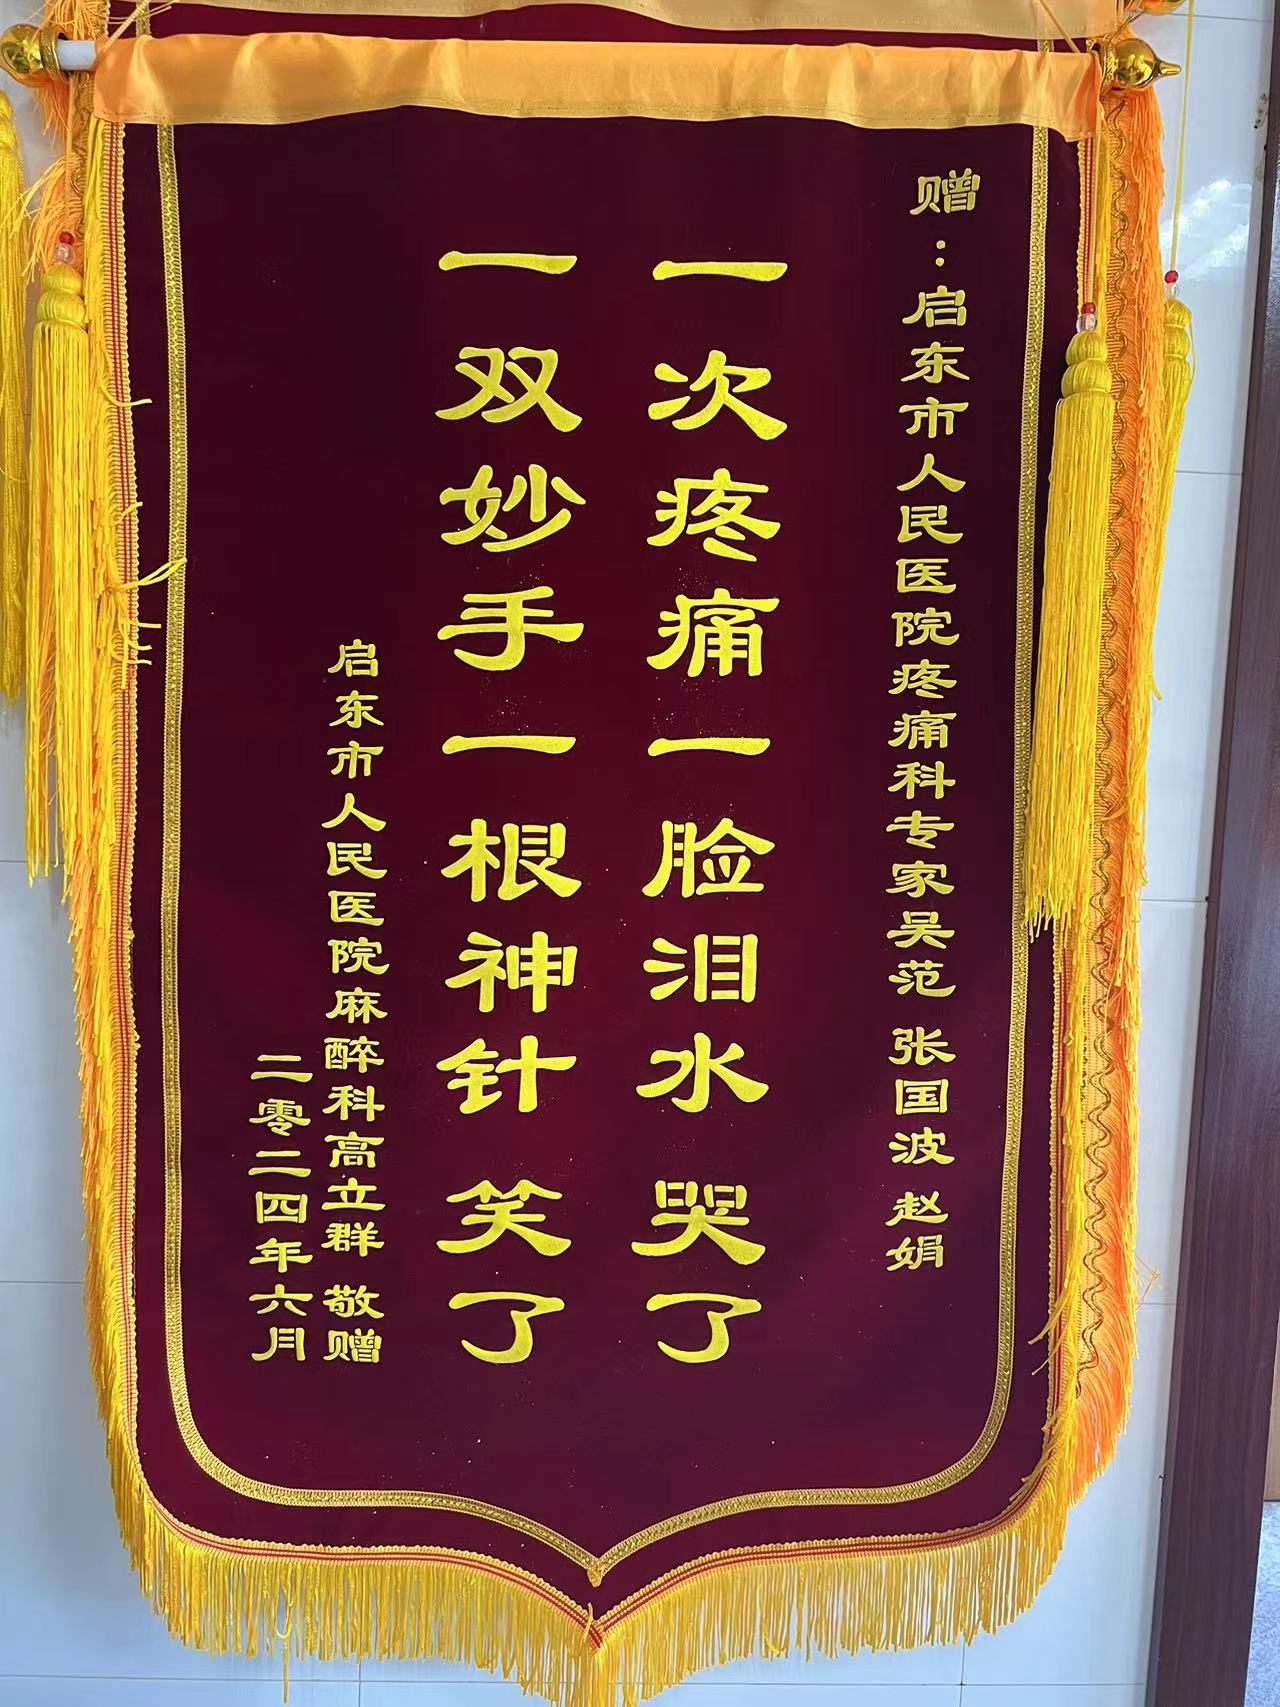 赠：启东市人民医院疼痛科专家吴范 张国波 赵娟
一次疼痛一脸泪水 哭了
一双妙手一根神针 笑了
启东市人民医院麻醉科高立群 敬赠
二零二四年六月